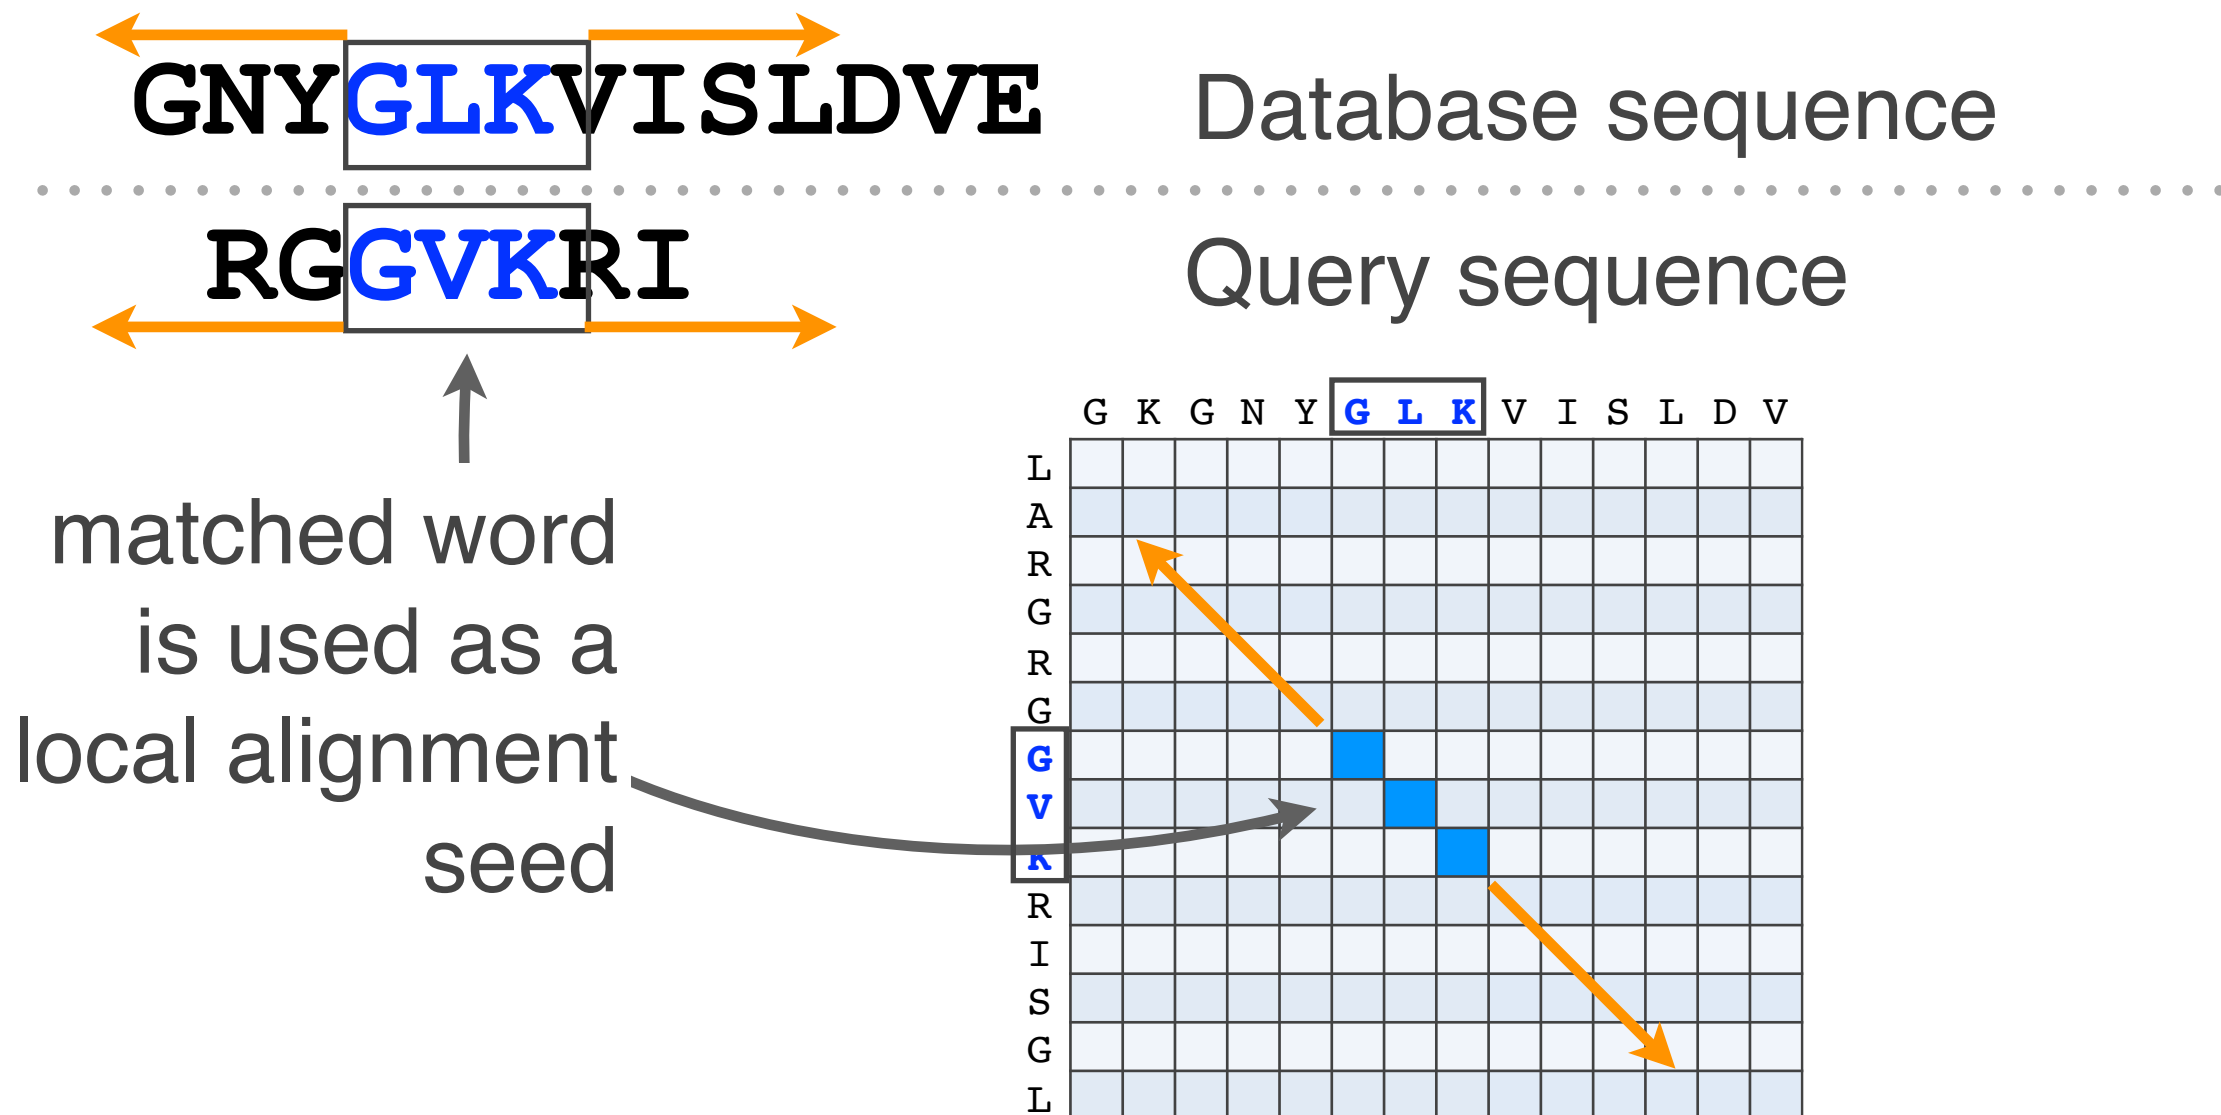 GNYGLKVISLDVE Database sequence
RGGVKRI Query sequence
matched word
is used as a
local alignment
seed
G K G N Y G L K V I S L D V
L
A
R
G
R
G
G
V
K
R
I
S
G
L